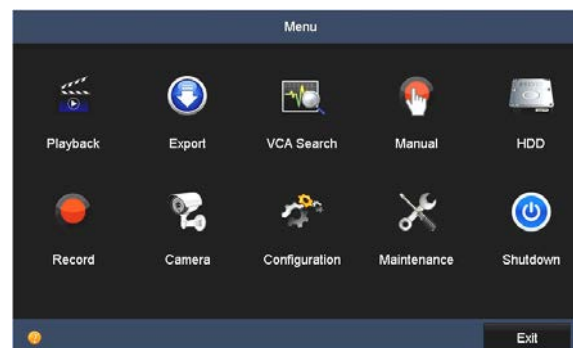 Menu
Playback Export VCA Search Manual HDD
Record Camera Configuration Maintenance Shutdown
Exit